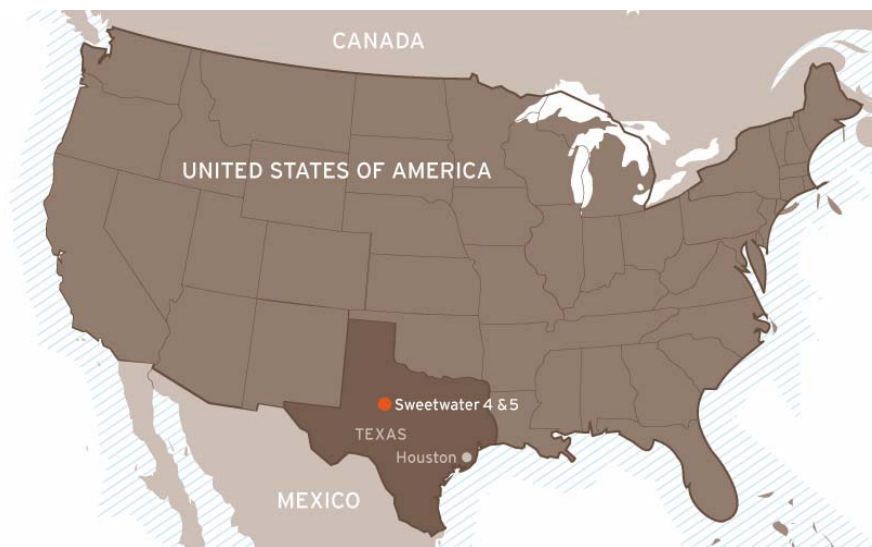 CANADA
UNITED STATES OF AMERICA
Sweetwater 4 & 5
TEXAS
Houston
MEXICO